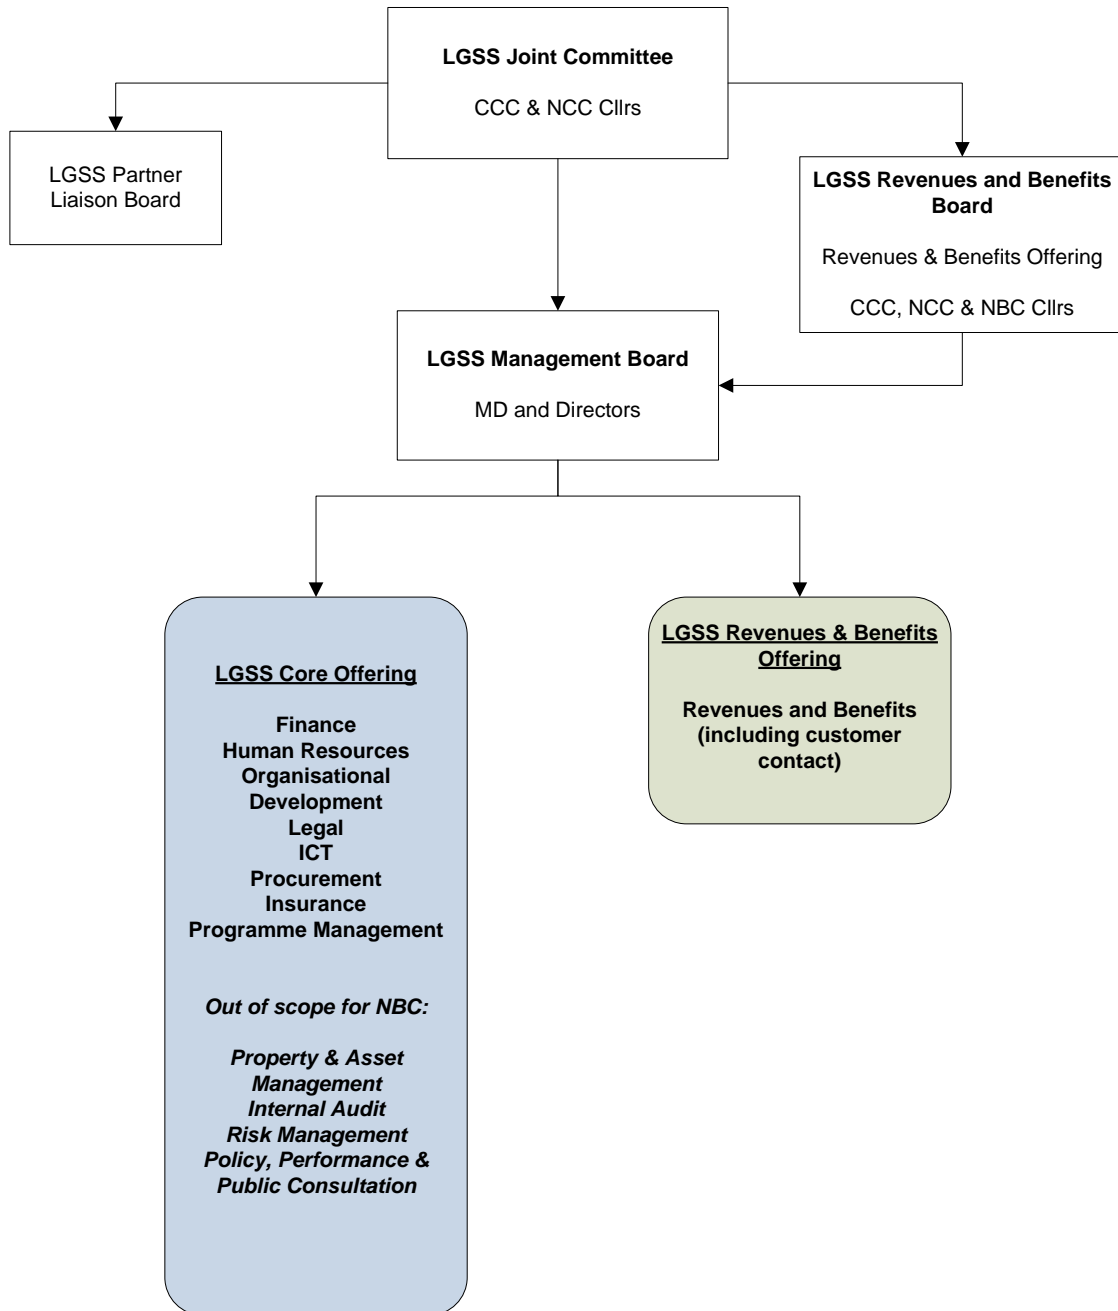 LGSS Joint Committee
CCC & NCC Cllrs
LGSS Partner
Liaison Board
LGSS Revenues and Benefits
Board
Revenues & Benefits Offering
CCC, NCC & NBC Cllrs
LGSS Management Board
MD and Directors
LGSS Core Offering
Finance
Human Resources
Organisational
Development
Legal
ICT
Procurement
Insurance
Programme Management
Out of scope for NBC:
Property & Asset
Management
Internal Audit
Risk Management
Policy, Performance &
Public Consultation
LGSS Revenues & Benefits
Offering
Revenues and Benefits
(including customer
contact)